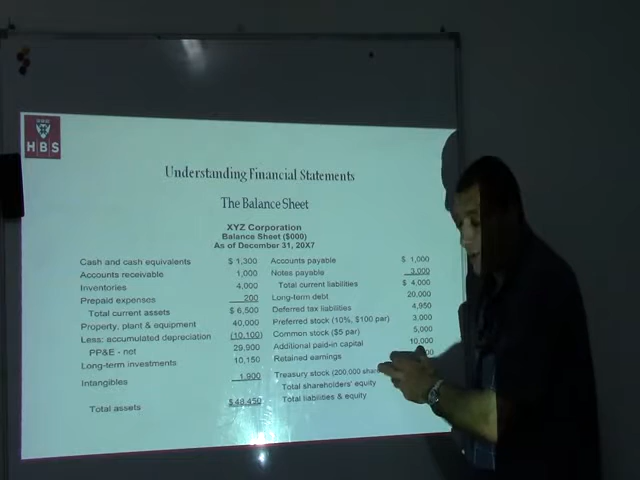 HBS
Understanding Financial Statements
The Balance Sheet
XYZ Corporation
Balance Sheet ($000)
As of December 31, 20X7
Cash and cash equivalents $ 1,300 Accounts payable $ 1,000
Accounts receivable 1,000 Notes payable 3,000
Inventories 4,000 Total current liabilities $ 4,000
Prepaid expenses 200 Long-term debt 20,000
Total current assets $ 6,500 Deferred tax liabilities 4,950
Property, plant & equipment 40,000 Preferred stock (10%, $100 par) 3,000
Less: accumulated depreciation (10,100) Common stock ($5 par) 5,000
PP&E - net 29,900 Additional paid-in capital 10,000
Long-term investments 10,150 Retained earnings
Intangibles 1,900 Treasury stock (200,000
Total shareholders' equity
Total assets $ 48,450 Total liabilities & equity